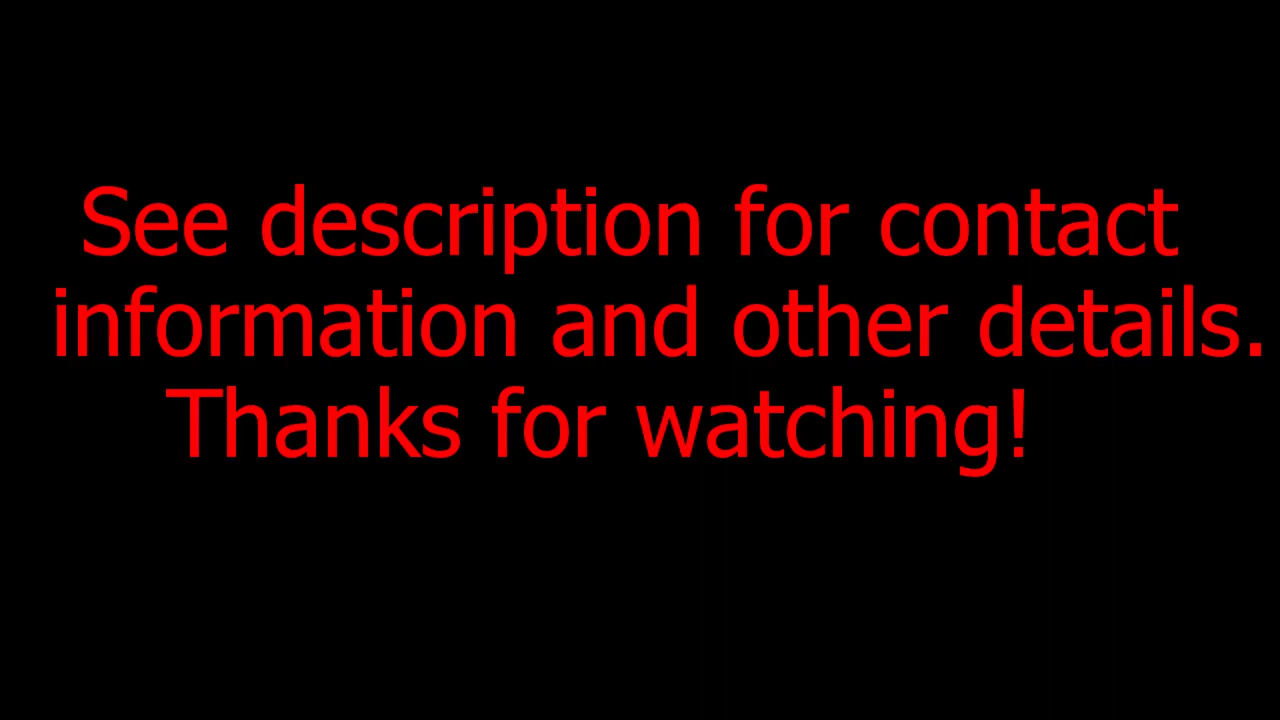 See description for contact
information and other details.
Thanks for watching!